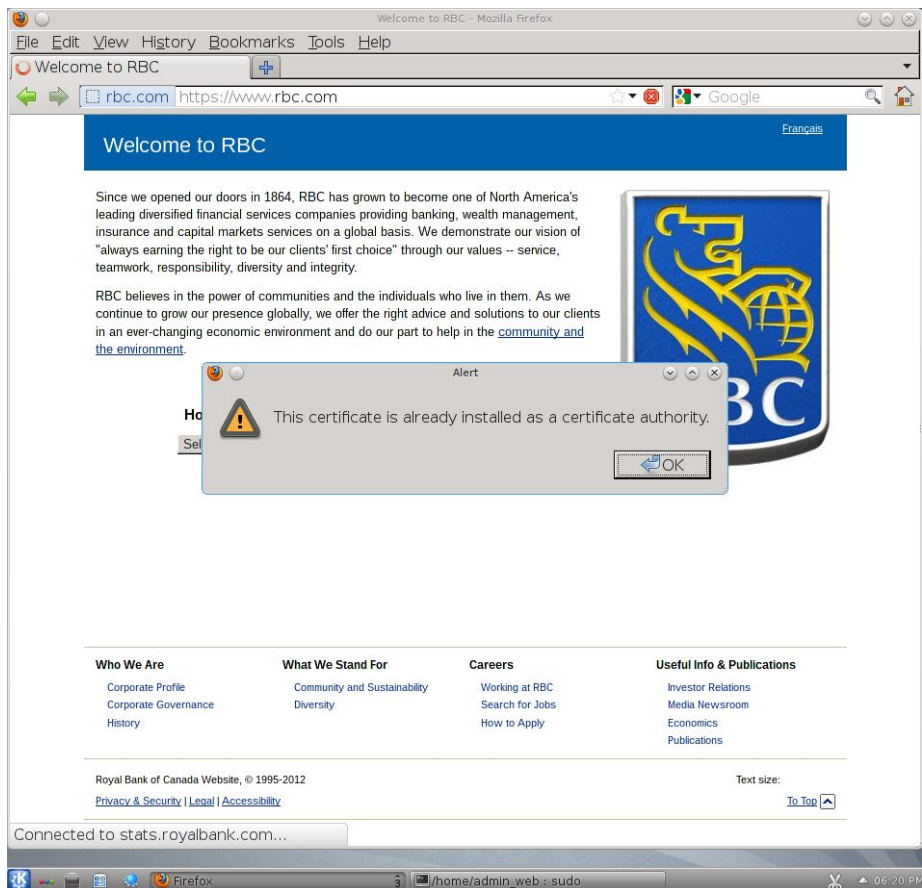 Welcome to RBC - Mozilla Firefox
File Edit View History Bookmarks Tools Help
Welcome to RBC
rbc.com https://www.rbc.com
Google
Français
Welcome to RBC
Since we opened our doors in 1864, RBC has grown to become one of North America's
leading diversified financial services companies providing banking, wealth management,
insurance and capital markets services on a global basis. We demonstrate our vision of
"always earning the right to be our clients' first choice" through our values -- service,
teamwork, responsibility, diversity and integrity.
RBC believes in the power of communities and the individuals who live in them. As we
continue to grow our presence globally, we offer the right advice and solutions to our clients
in an ever-changing economic environment and do our part to help in the community and
the environment.
Alert
This certificate is already installed as a certificate authority.
OK
Ho
Sel
BC
Who We Are
Corporate Profile
Corporate Governance
History
What We Stand For
Community and Sustainability
Diversity
Careers
Working at RBC
Search for Jobs
How to Apply
Useful Info & Publications
Investor Relations
Media Newsroom
Economics
Publications
Royal Bank of Canada Website, © 1995-2012
Text size:
Privacy & Security | Legal | Accessibility
To Top
Connected to stats.royalbank.com...
Firefox
3
/home/admin_web : sudo
06:20 PM